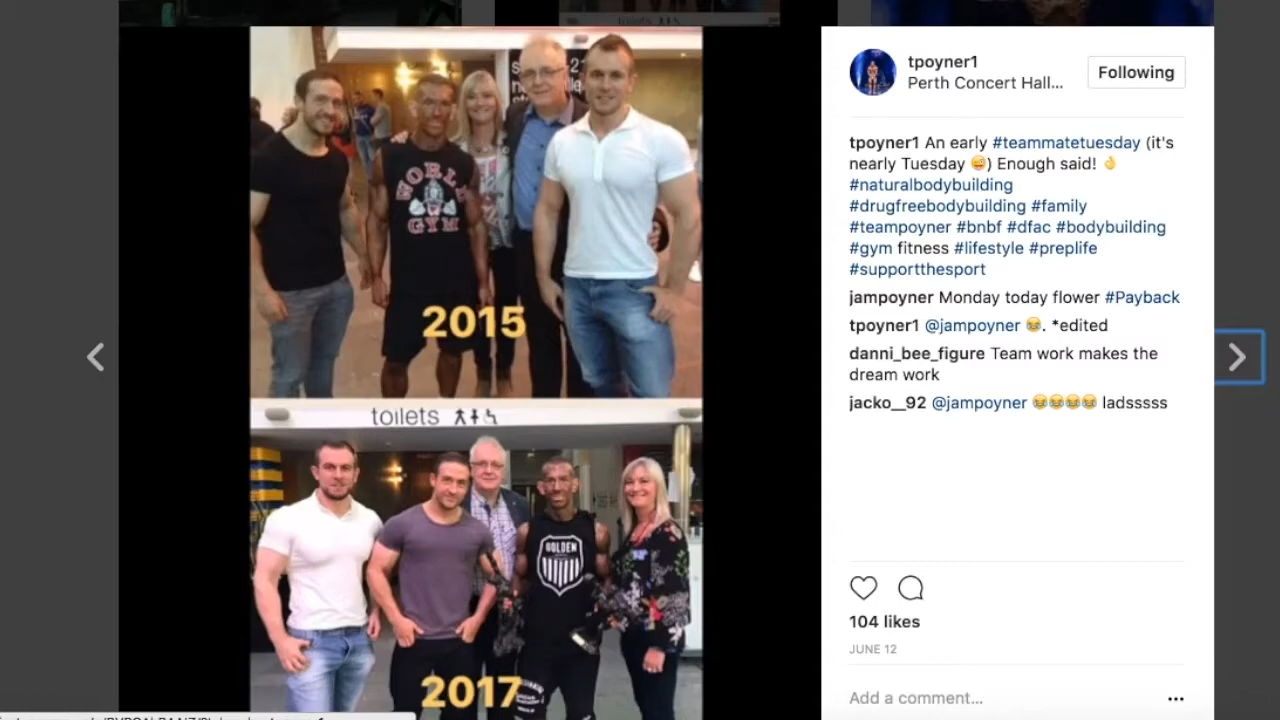 toilets
tpoyner1
Perth Concert Hall...
Following
WORLD
GYM
2015
toilets
GOLDEN
2017
tpoyner1 An early #teammatetuesday (it's
nearly Tuesday 😜) Enough said! 👌
#naturalbodybuilding
#drugfreebodybuilding #family
#teampoyner #bnbf #dfac #bodybuilding
#gym fitness #lifestyle #preplife
#supportthesport
jampoyner Monday today flower #Payback
tpoyner1 @jampoyner 😂. *edited
danni_bee_figure Team work makes the
dream work
jacko__92 @jampoyner 😂😂😂😂 ladsssss
104 likes
JUNE 12
Add a comment...